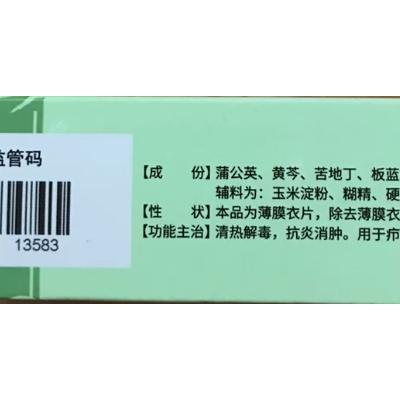 监管码
13583
【成 份】蒲公英、黄芩、苦地丁、板蓝
辅料为：玉米淀粉、糊精、硬
【性 状】本品为薄膜衣片，除去薄膜衣
【功能主治】清热解毒，抗炎消肿。用于疖